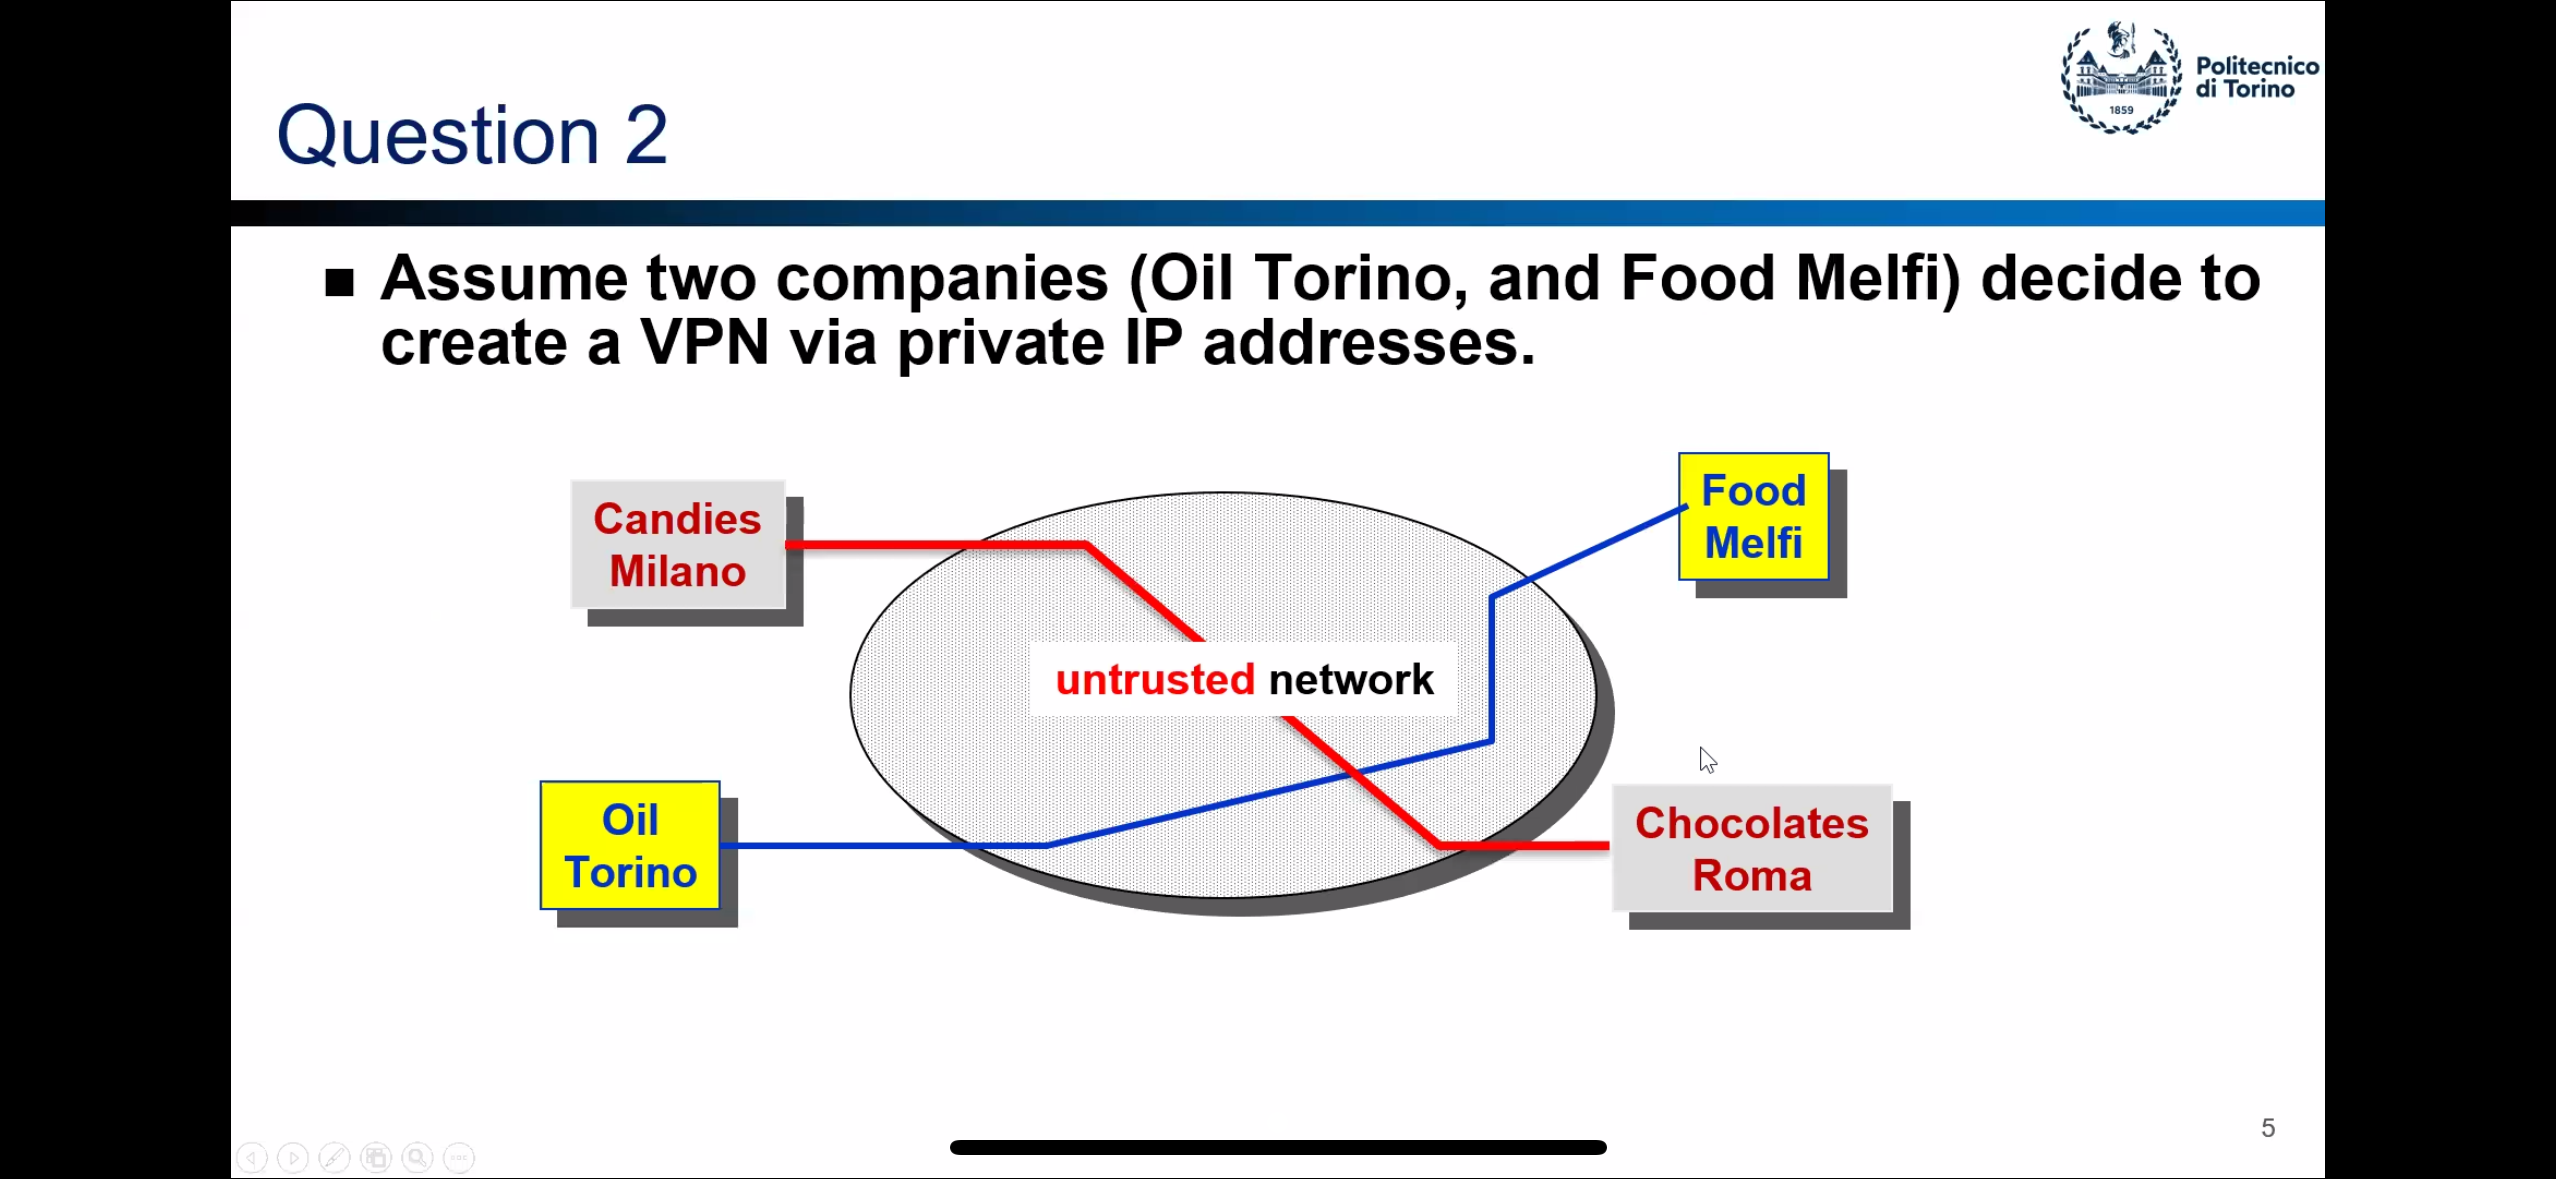 Politecnico
di Torino
1859
Question 2
Assume two companies (Oil Torino, and Food Melfi) decide to
create a VPN via private IP addresses.
Candies
Milano
Food
Melfi
untrusted network
Oil
Torino
Chocolates
Roma
5